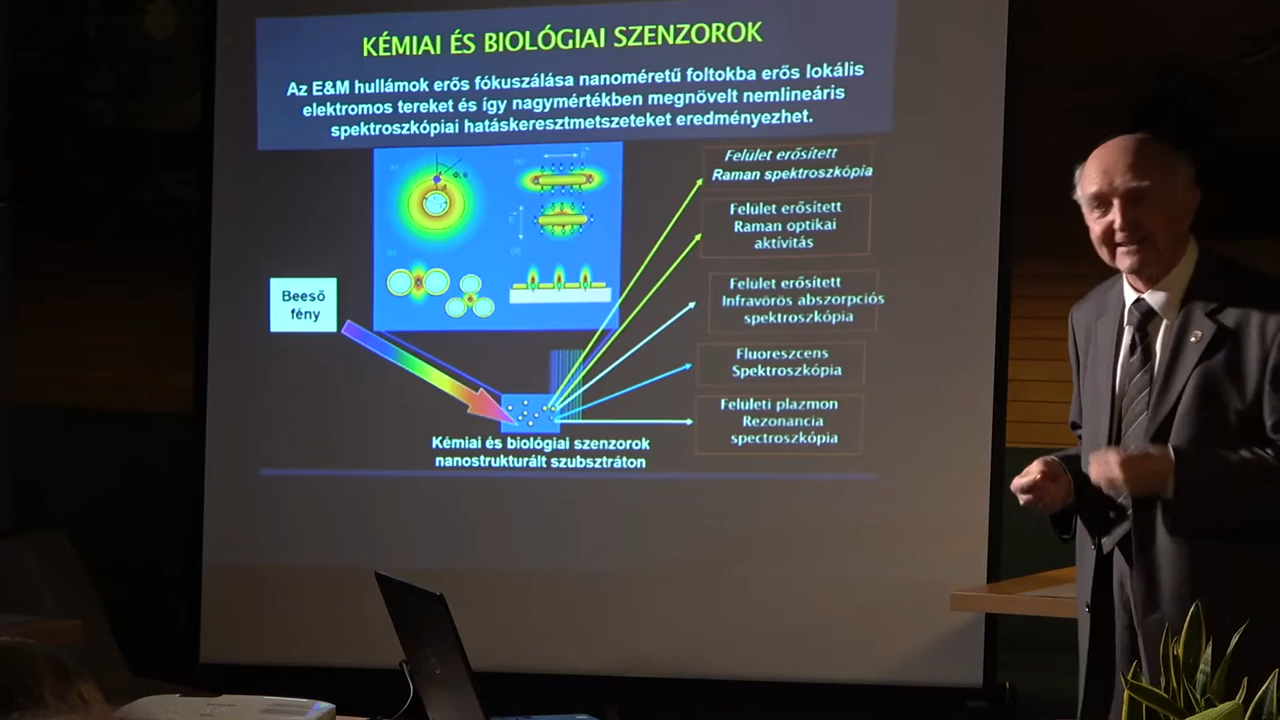 KÉMIAI ÉS BIOLÓGIAI SZENZOROK
Az E&M hullámok erős fókuszálása nanoméretű foltokba erős lokális
elektromos tereket és így nagymértékben megnövelt nemlineáris
spektroszkópiai hatáskeresztmetszeteket eredményezhet.
Felület erősített
Raman spektroszkópia
Felület erősített
Raman optikai
aktívitás
Felület erősített
Infravörös abszorpciós
spektroszkópia
Beeső
fény
Fluoreszcens
Spektroszkópia
Felületi plazmon
Rezonancia
spectroszkópia
Kémiai és biológiai szenzorok
nanostrukturált szubsztráton